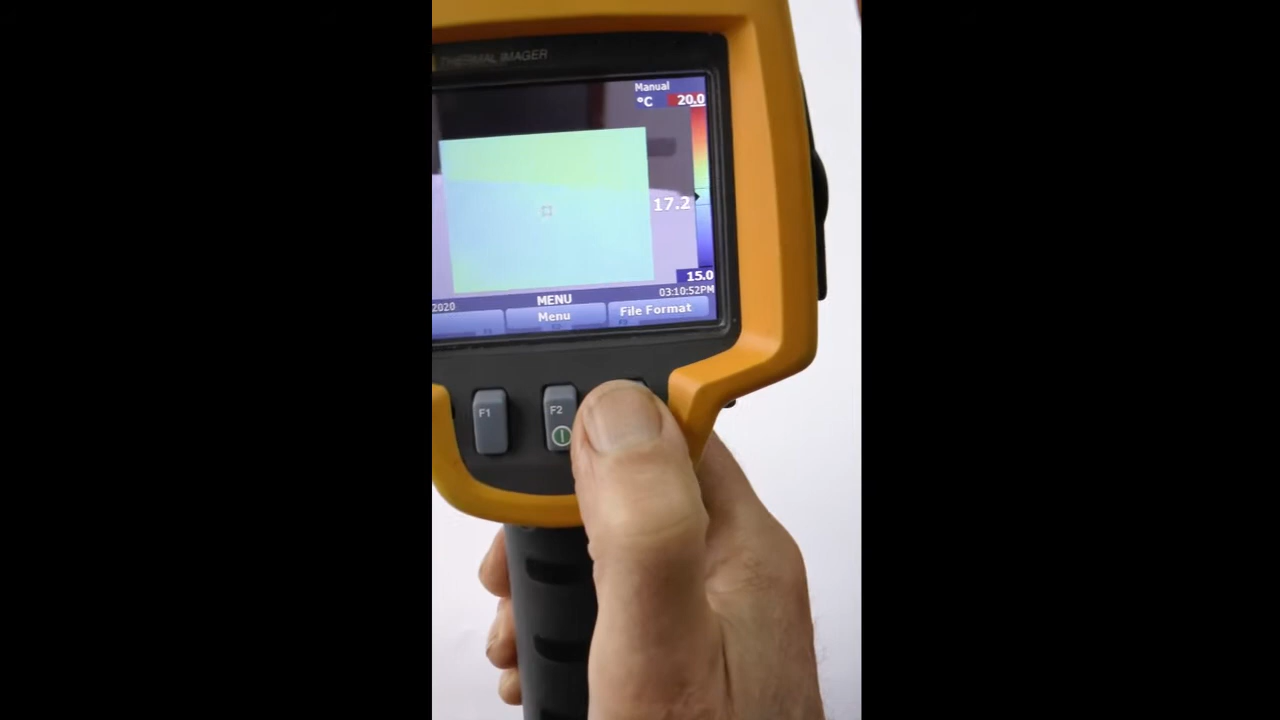 THERMAL IMAGER
Manual
°C 20.0
17.2
15.0
2020 03:10:52PM
MENU
Menu File Format
F1 F2